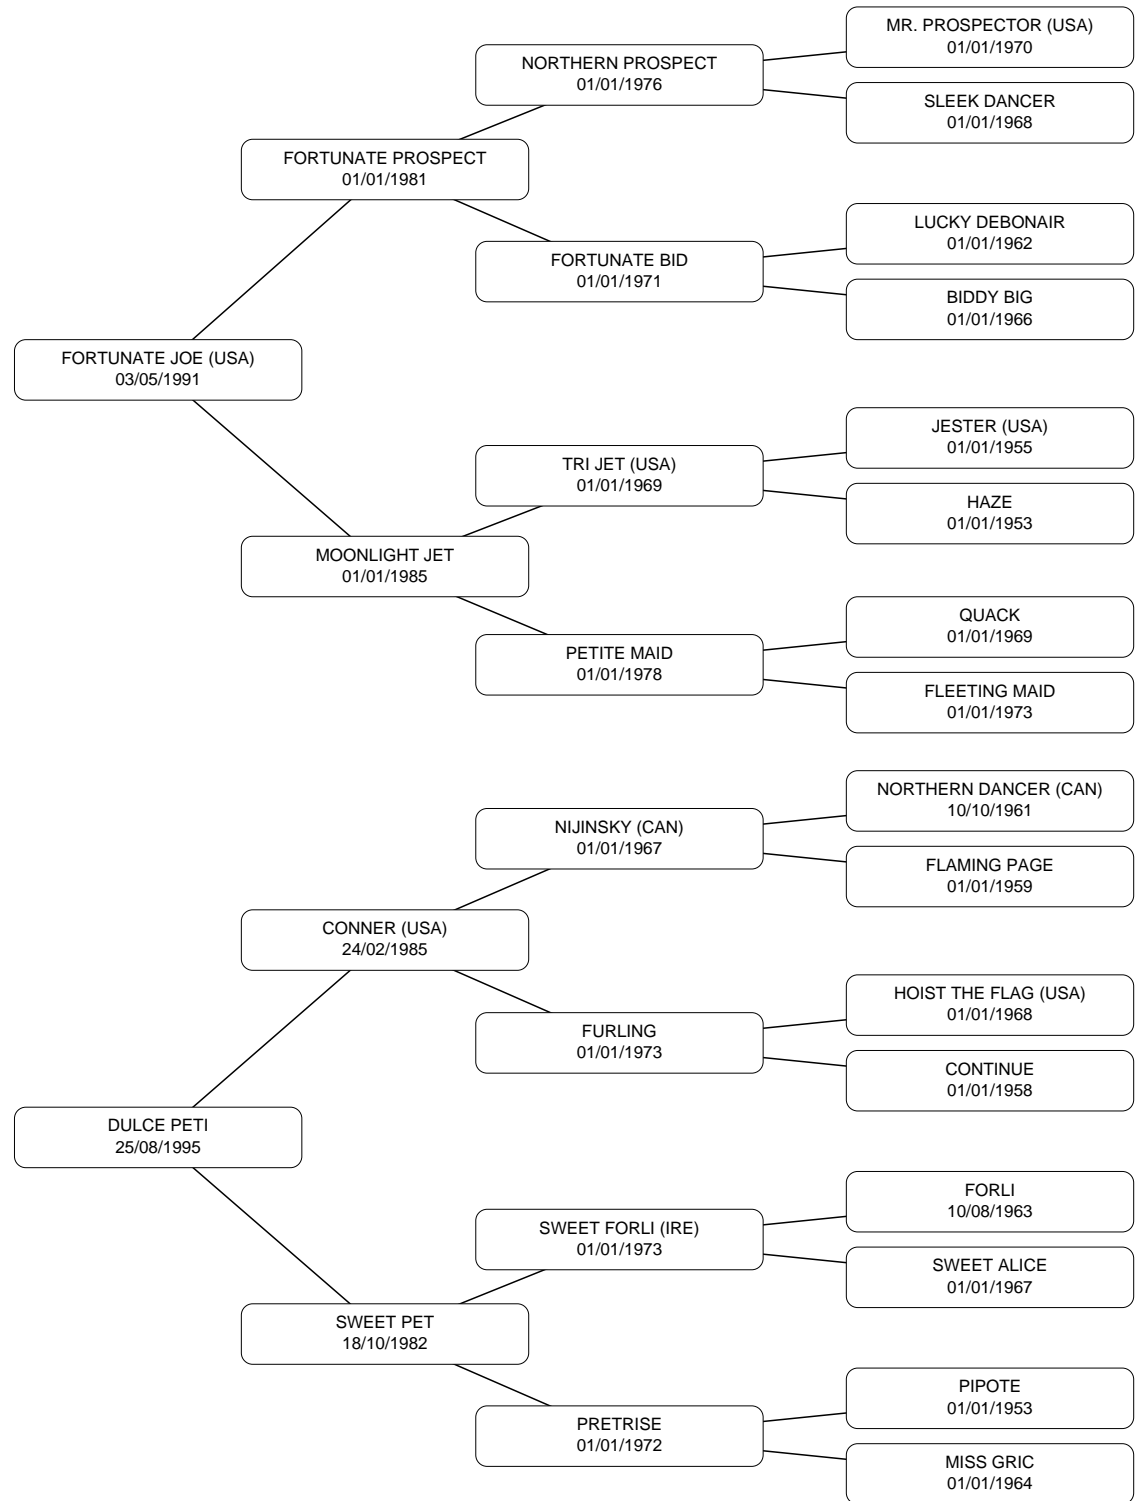 MR. PROSPECTOR (USA)
01/01/1970
NORTHERN PROSPECT
01/01/1976
SLEEK DANCER
01/01/1968
FORTUNATE PROSPECT
01/01/1981
LUCKY DEBONAIR
01/01/1962
FORTUNATE BID
01/01/1971
BIDDY BIG
01/01/1966
FORTUNATE JOE (USA)
03/05/1991
JESTER (USA)
01/01/1955
TRI JET (USA)
01/01/1969
HAZE
01/01/1953
MOONLIGHT JET
01/01/1985
QUACK
01/01/1969
PETITE MAID
01/01/1978
FLEETING MAID
01/01/1973
NORTHERN DANCER (CAN)
10/10/1961
NIJINSKY (CAN)
01/01/1967
FLAMING PAGE
01/01/1959
CONNER (USA)
24/02/1985
HOIST THE FLAG (USA)
01/01/1968
FURLING
01/01/1973
CONTINUE
01/01/1958
DULCE PETI
25/08/1995
FORLI
10/08/1963
SWEET FORLI (IRE)
01/01/1973
SWEET ALICE
01/01/1967
SWEET PET
18/10/1982
PIPOTE
01/01/1953
PRETRISE
01/01/1972
MISS GRIC
01/01/1964